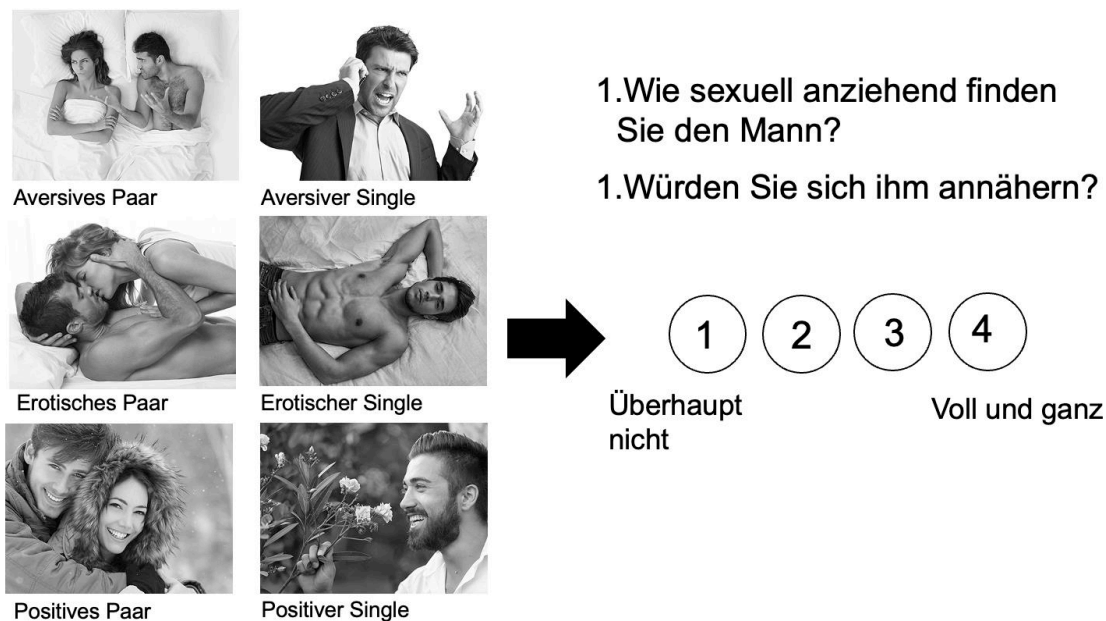 Aversives Paar
Aversiver Single
Erotisches Paar
Erotischer Single
Positives Paar
Positiver Single
1.Wie sexuell anziehend finden
Sie den Mann?
1.Würden Sie sich ihm annähern?
1 2 3 4
Überhaupt
nicht
Voll und ganz